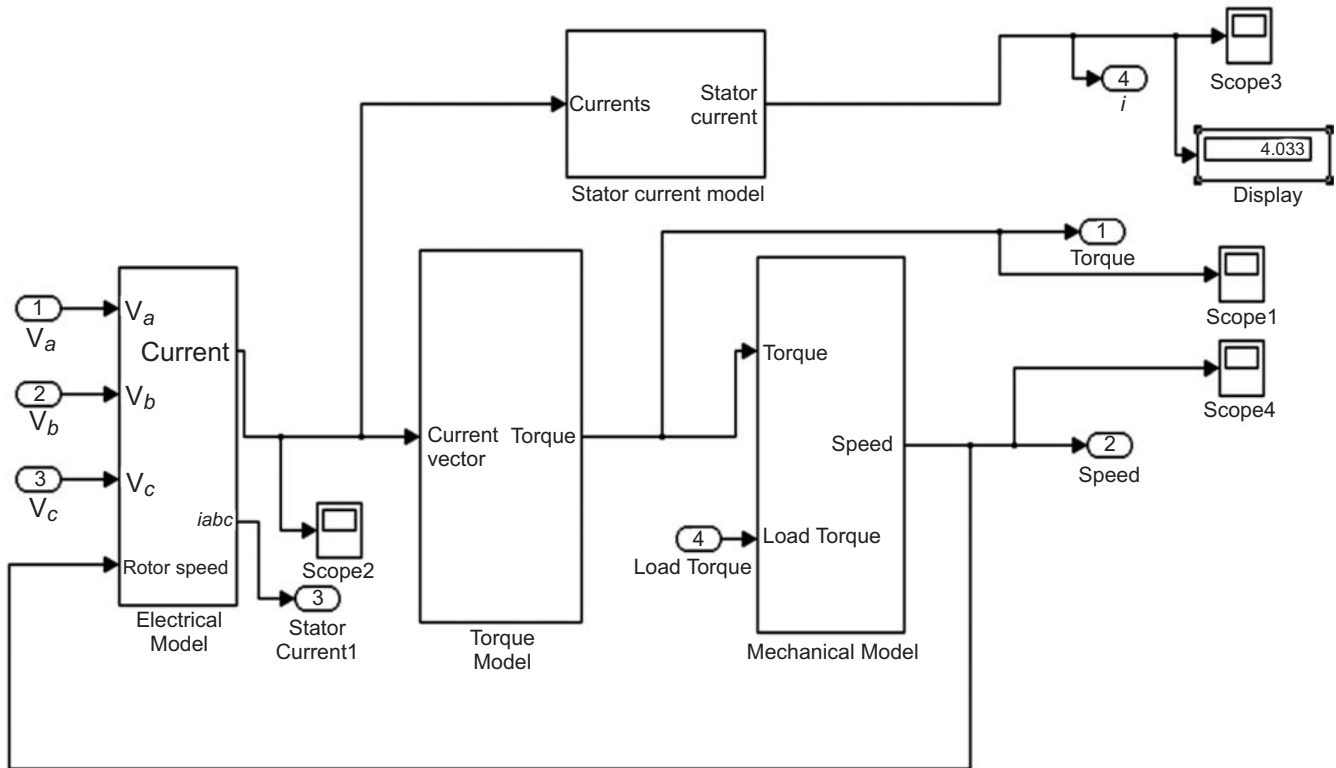 Currents
Stator
current
Stator current model
4
i
Scope3
4.033
Display
1
Torque
Scope1
Scope4
2
Speed
1
Va
2
Vb
3
Vc
Va
Current
Vb
Vc
iabc
Rotor speed
Electrical
Model
Scope2
3
Stator
Current1
Current
vector
Torque
Torque
Model
Torque
Speed
4
Load Torque
Load Torque
Mechanical Model